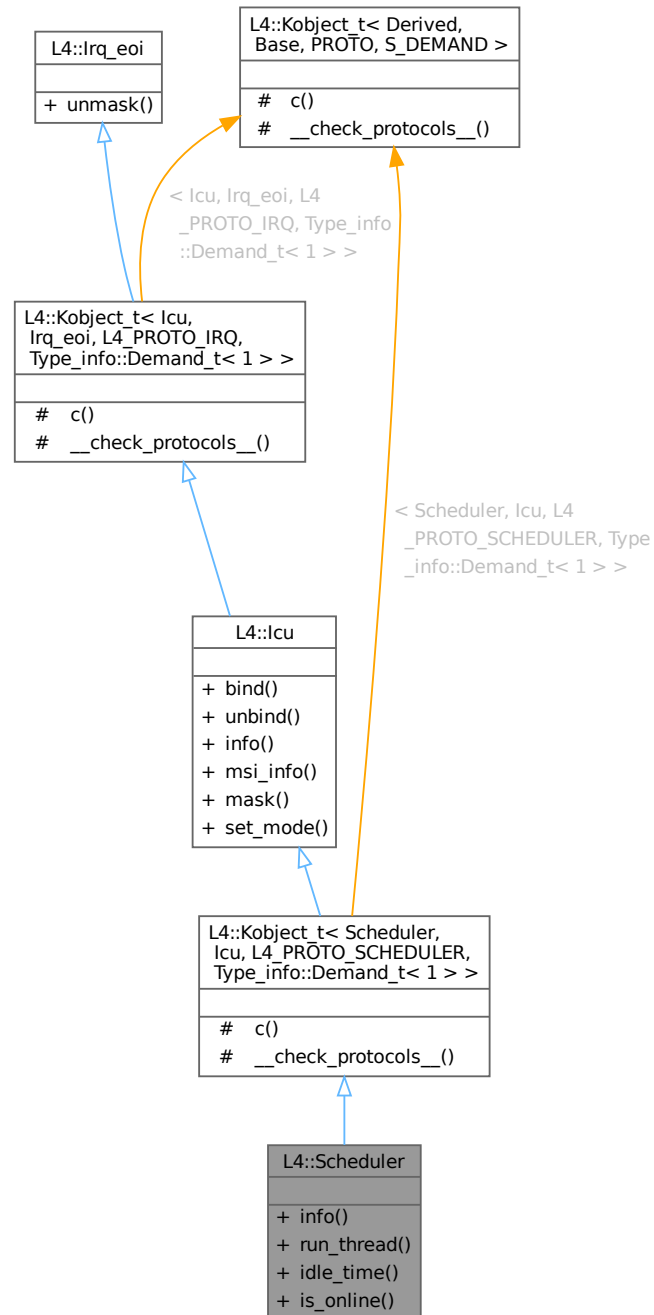 L4::Irq_eoi
+ unmask()
L4::Kobject_t< Derived,
Base, PROTO, S_DEMAND >
# c()
# __check_protocols__()
< Icu, Irq_eoi, L4
_PROTO_IRQ, Type_info
::Demand_t< 1 > >
L4::Kobject_t< Icu,
Irq_eoi, L4_PROTO_IRQ,
Type_info::Demand_t< 1 > >
# c()
# __check_protocols__()
< Scheduler, Icu, L4
_PROTO_SCHEDULER, Type
_info::Demand_t< 1 > >
L4::Icu
+ bind()
+ unbind()
+ info()
+ msi_info()
+ mask()
+ set_mode()
L4::Kobject_t< Scheduler,
Icu, L4_PROTO_SCHEDULER,
Type_info::Demand_t< 1 > >
# c()
# __check_protocols__()
L4::Scheduler
+ info()
+ run_thread()
+ idle_time()
+ is_online()